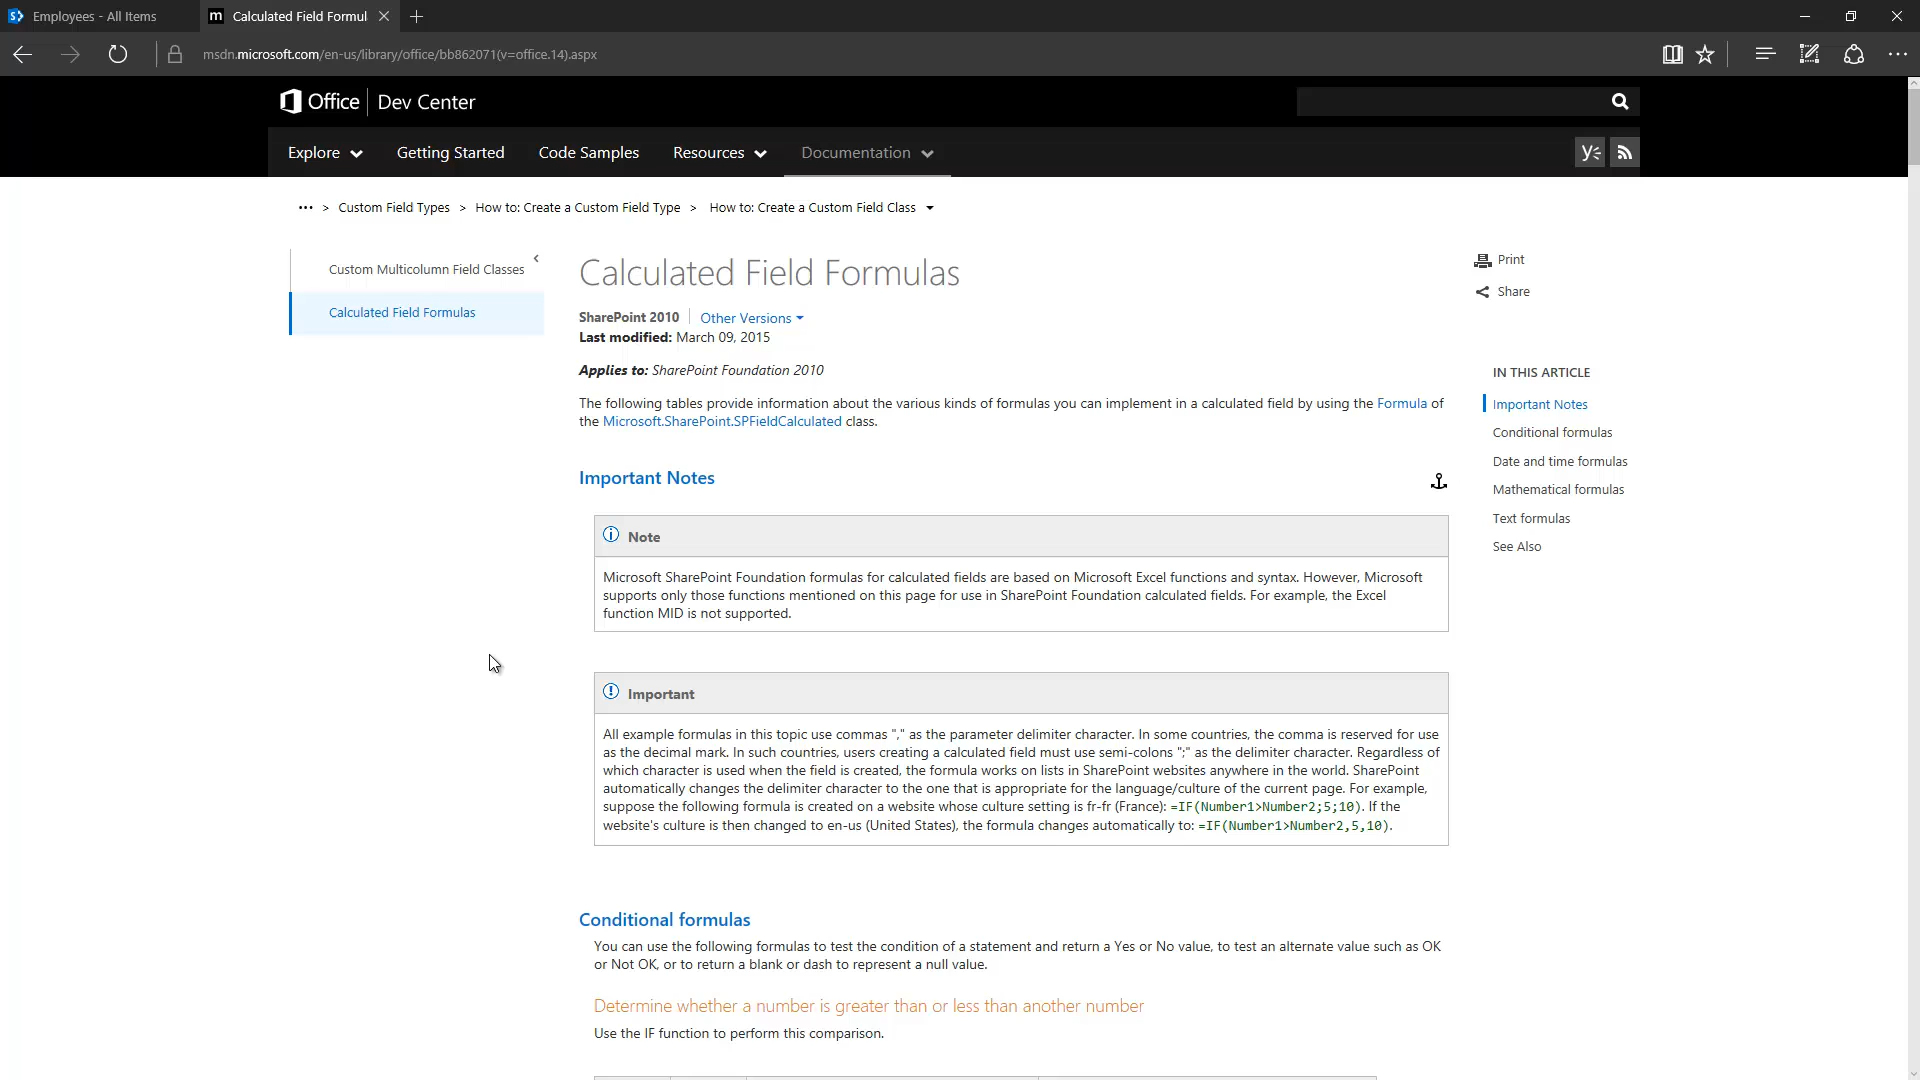 Employees - All Items
m Calculated Field Formul
msdn.microsoft.com/en-us/library/office/bb862071(v=office.14).aspx
Office Dev Center
Explore Getting Started Code Samples Resources Documentation
... > Custom Field Types > How to: Create a Custom Field Type > How to: Create a Custom Field Class
Custom Multicolumn Field Classes
Calculated Field Formulas
Calculated Field Formulas
SharePoint 2010 Other Versions
Last modified: March 09, 2015
Applies to: SharePoint Foundation 2010
The following tables provide information about the various kinds of formulas you can implement in a calculated field by using the Formula of
the Microsoft.SharePoint.SPFieldCalculated class.
Important Notes
Note
Microsoft SharePoint Foundation formulas for calculated fields are based on Microsoft Excel functions and syntax. However, Microsoft
supports only those functions mentioned on this page for use in SharePoint Foundation calculated fields. For example, the Excel
function MID is not supported.
Important
All example formulas in this topic use commas "," as the parameter delimiter character. In some countries, the comma is reserved for use
as the decimal mark. In such countries, users creating a calculated field must use semi-colons ";" as the delimiter character. Regardless of
which character is used when the field is created, the formula works on lists in SharePoint websites anywhere in the world. SharePoint
automatically changes the delimiter character to the one that is appropriate for the language/culture of the current page. For example,
suppose the following formula is created on a website whose culture setting is fr-fr (France): =IF(Number1>Number2;5;10). If the
website's culture is then changed to en-us (United States), the formula changes automatically to: =IF(Number1>Number2,5,10).
Conditional formulas
You can use the following formulas to test the condition of a statement and return a Yes or No value, to test an alternate value such as OK
or Not OK, or to return a blank or dash to represent a null value.
Determine whether a number is greater than or less than another number
Use the IF function to perform this comparison.
Print
Share
IN THIS ARTICLE
Important Notes
Conditional formulas
Date and time formulas
Mathematical formulas
Text formulas
See Also